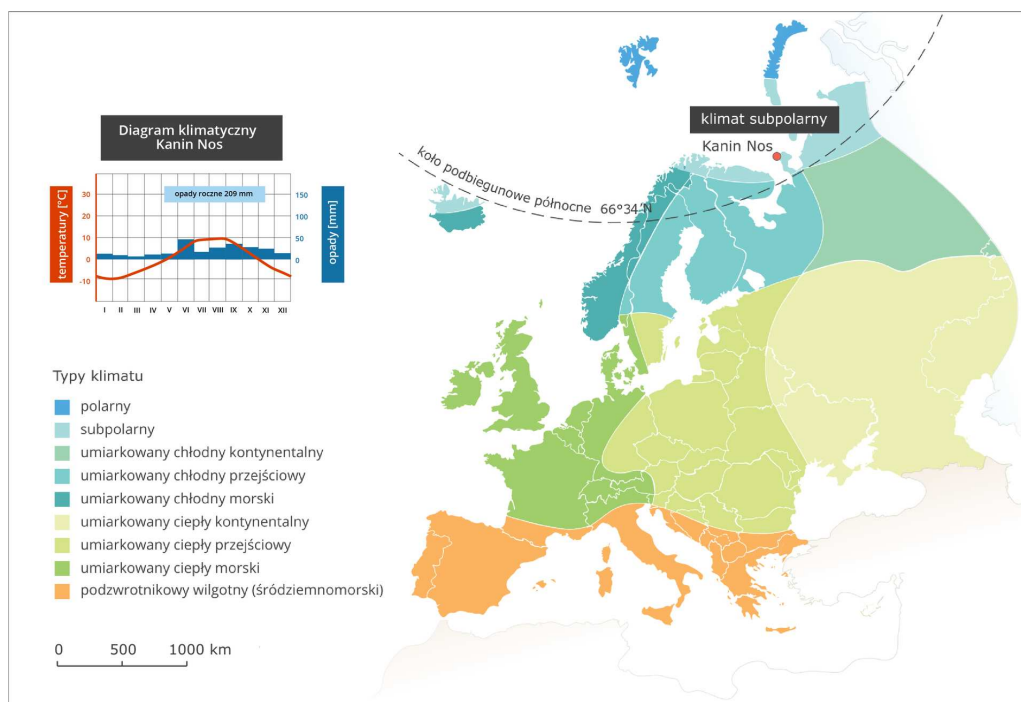 Diagram klimatyczny
Kanin Nos
temperatury [°C]
opady [mm]
opady roczne 209 mm
30
20
10
0
-10
150
100
50
0
I II III IV V VI VII VIII IX X XI XII
klimat subpolarny
Kanin Nos
koło podbiegunowe północne 66°34´N
Typy klimatu
polarny
subpolarny
umiarkowany chłodny kontynentalny
umiarkowany chłodny przejściowy
umiarkowany chłodny morski
umiarkowany ciepły kontynentalny
umiarkowany ciepły przejściowy
umiarkowany ciepły morski
podzwrotnikowy wilgotny (śródziemnomorski)
0 500 1000 km